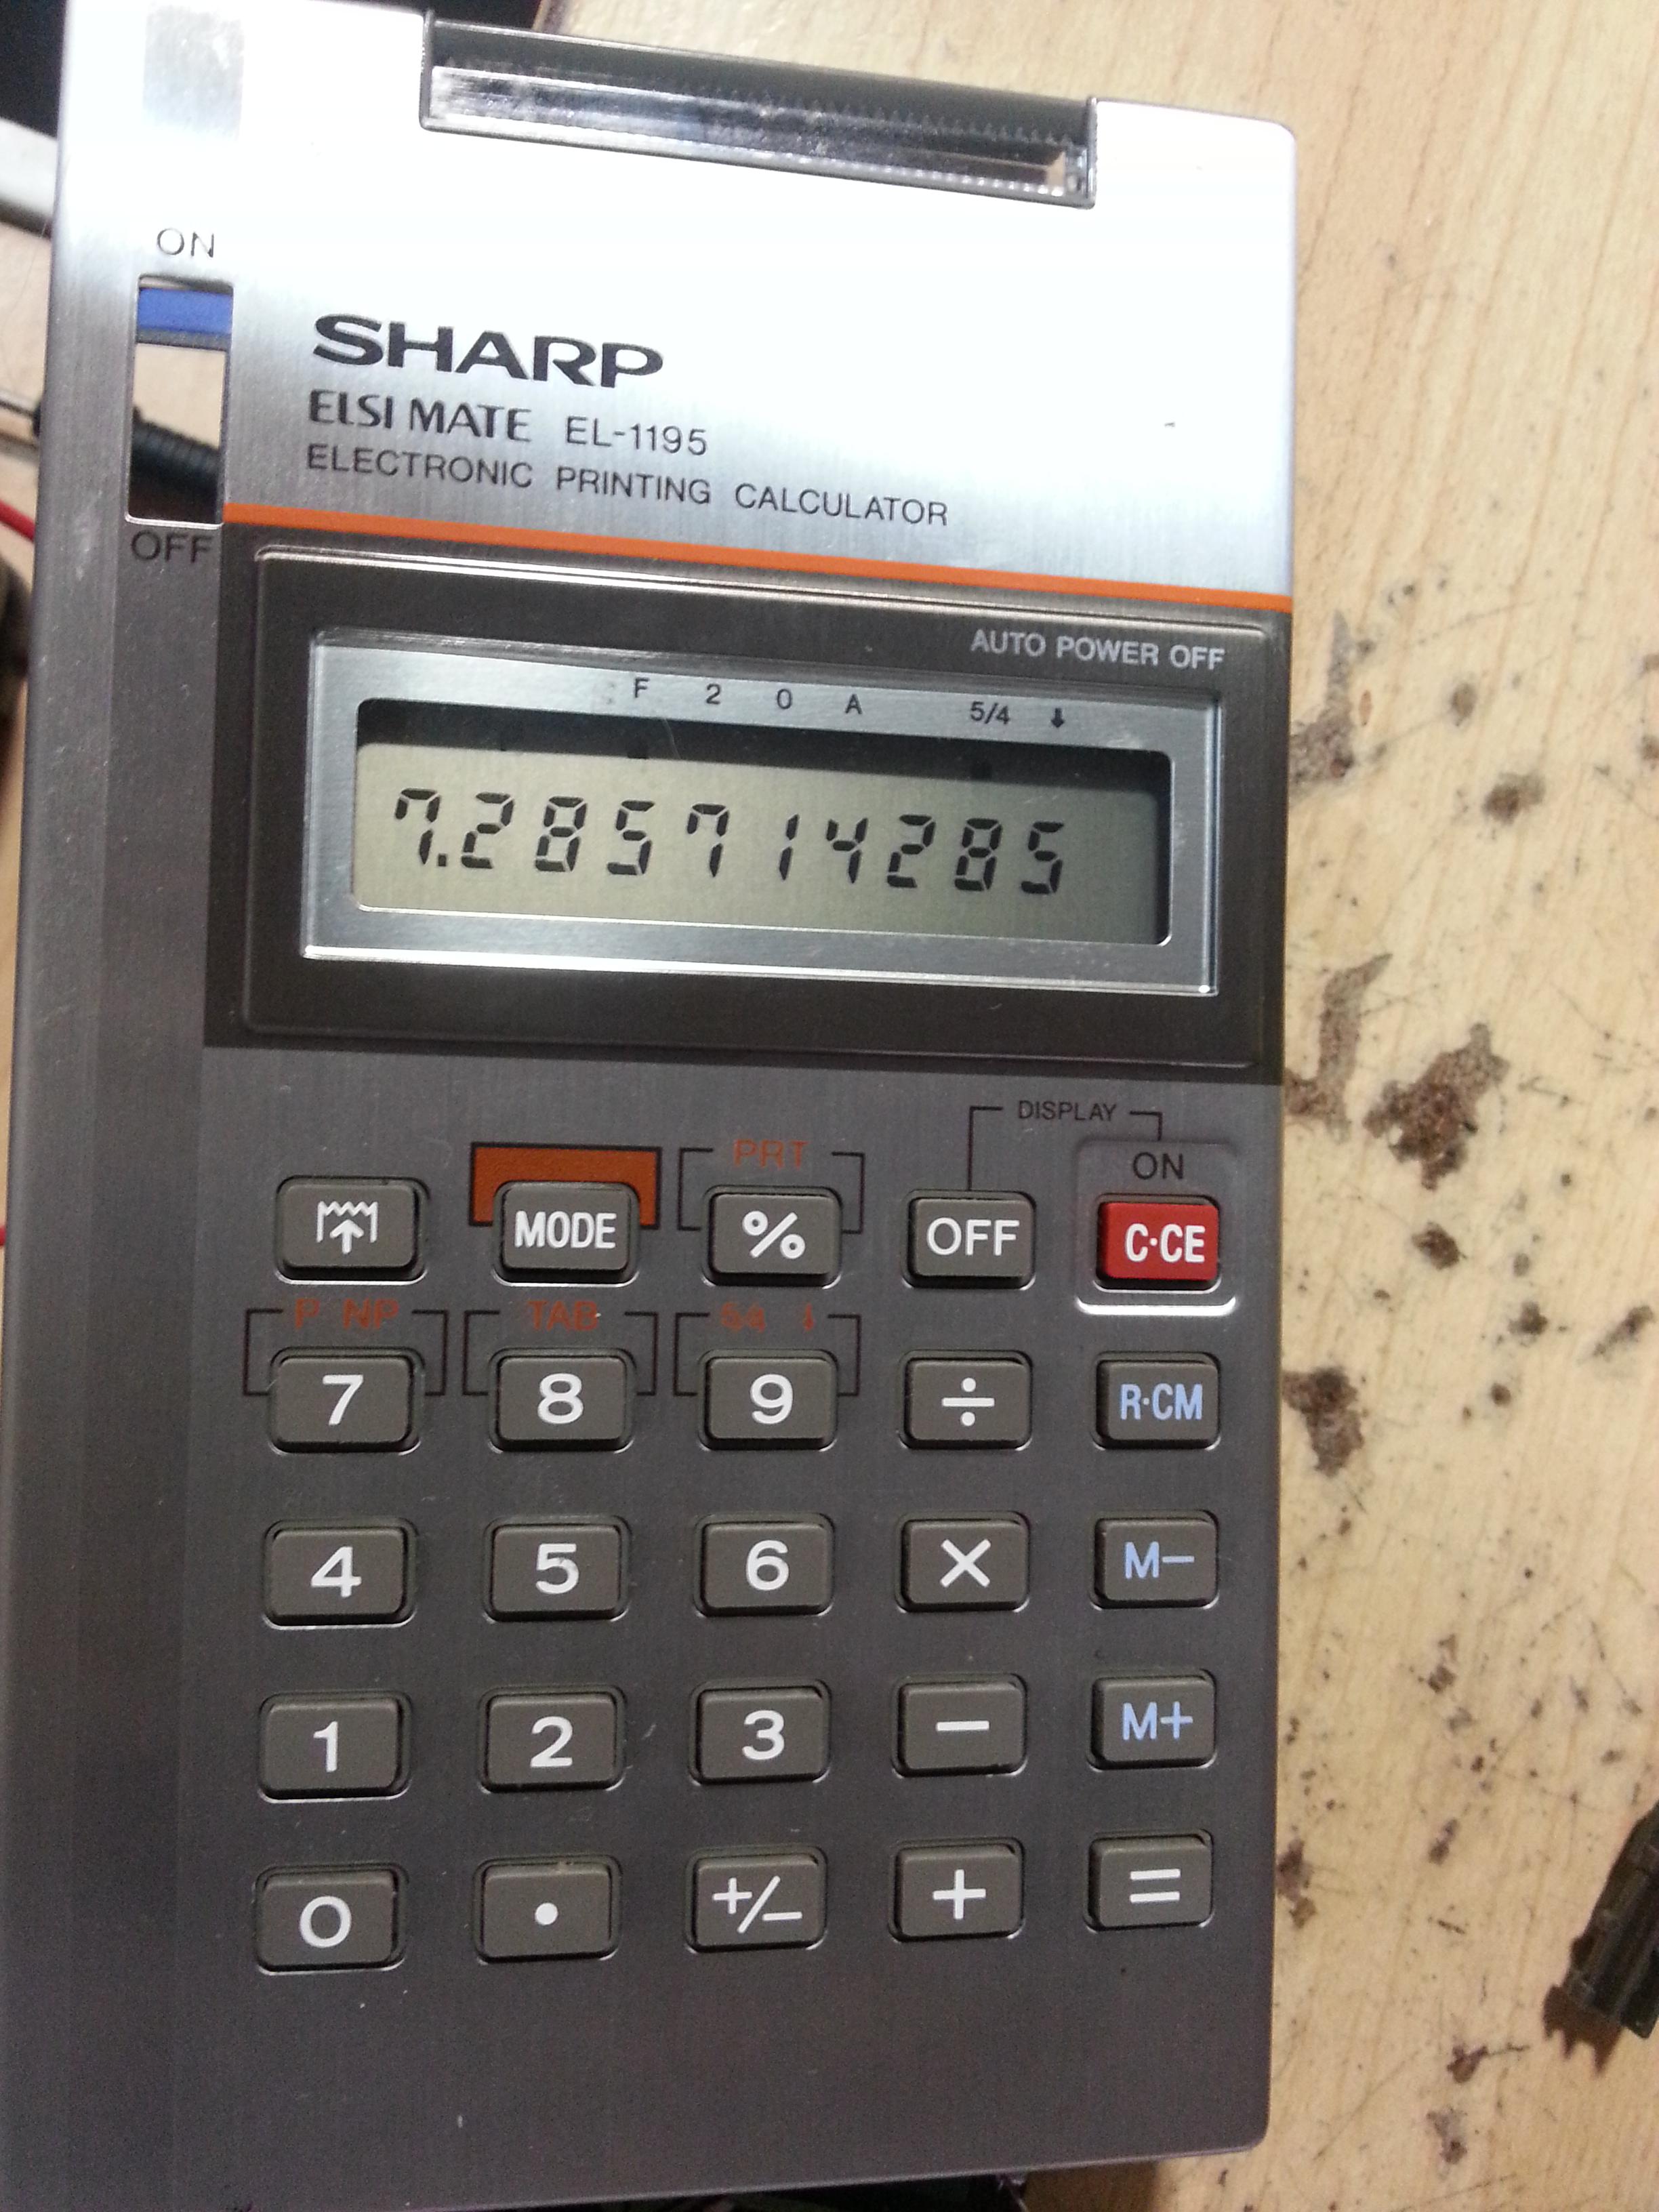 ON
SHARP
ELSI MATE EL-1195
ELECTRONIC PRINTING CALCULATOR
OFF
AUTO POWER OFF
F 2 0 A 5/4 ↓
7.285714285
DISPLAY
PRT ON
MODE % OFF C·CE
P NP TAB 5/4 ↓
7 8 9 ÷ R·CM
4 5 6 × M−
1 2 3 − M+
0 . +/− + =